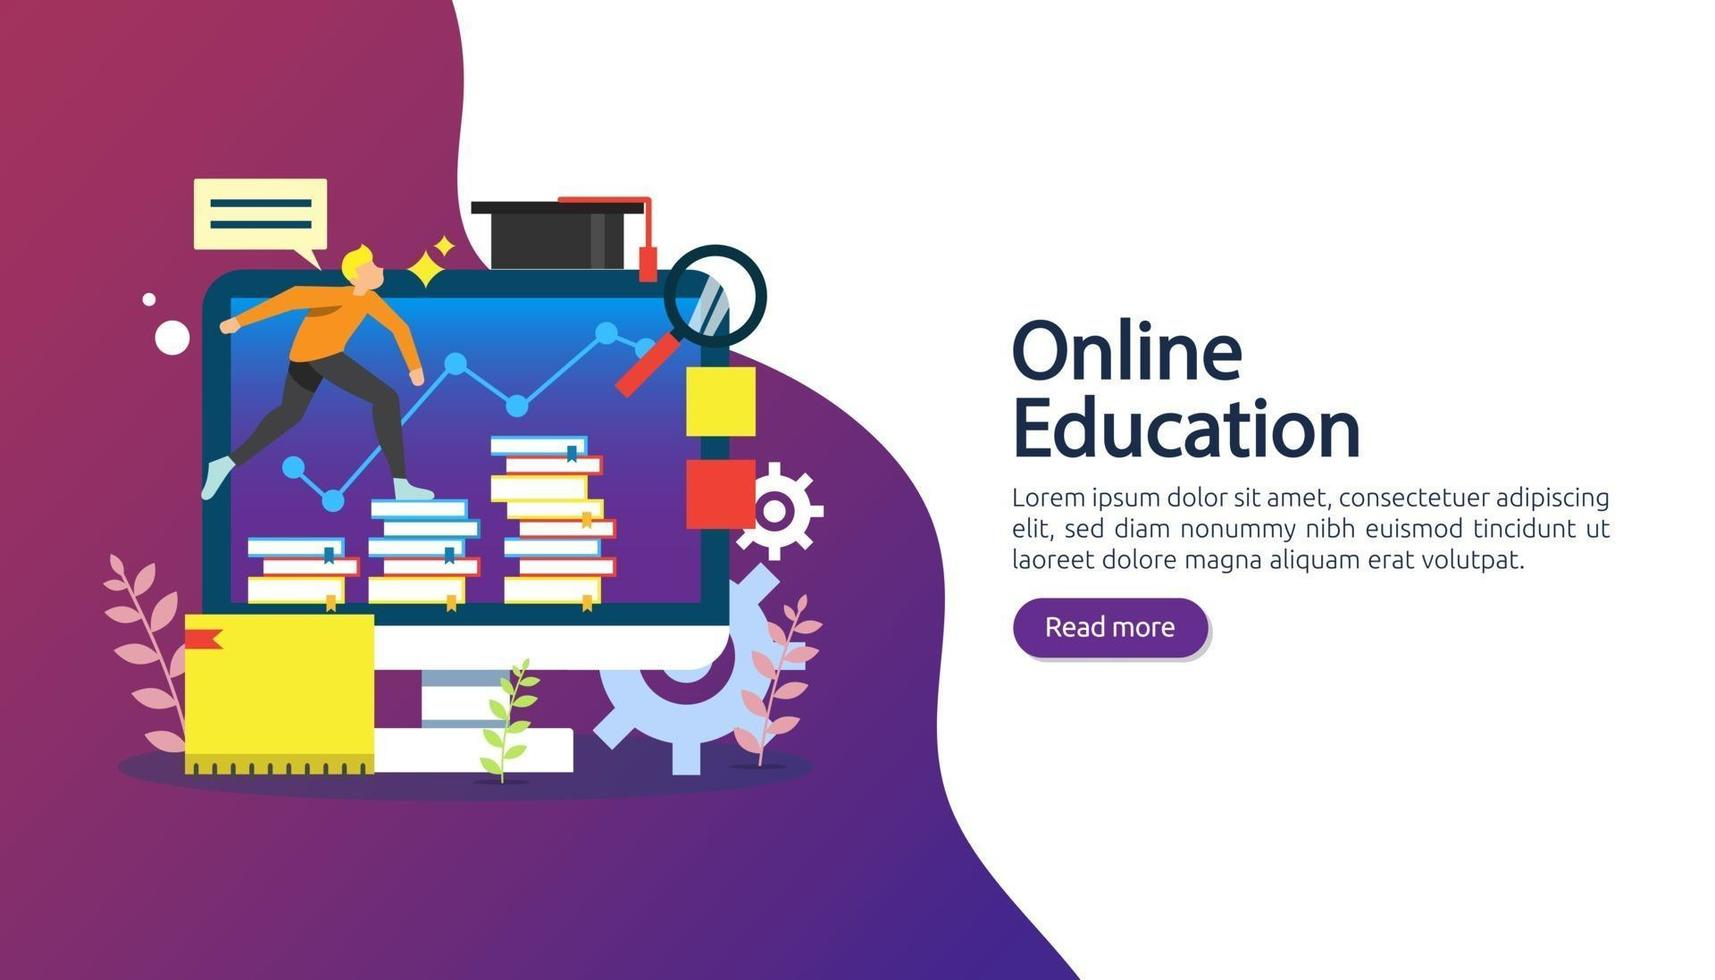 Online
Education
Lorem ipsum dolor sit amet, consectetuer adipiscing
elit, sed diam nonummy nibh euismod tincidunt ut
laoreet dolore magna aliquam erat volutpat.
Read more